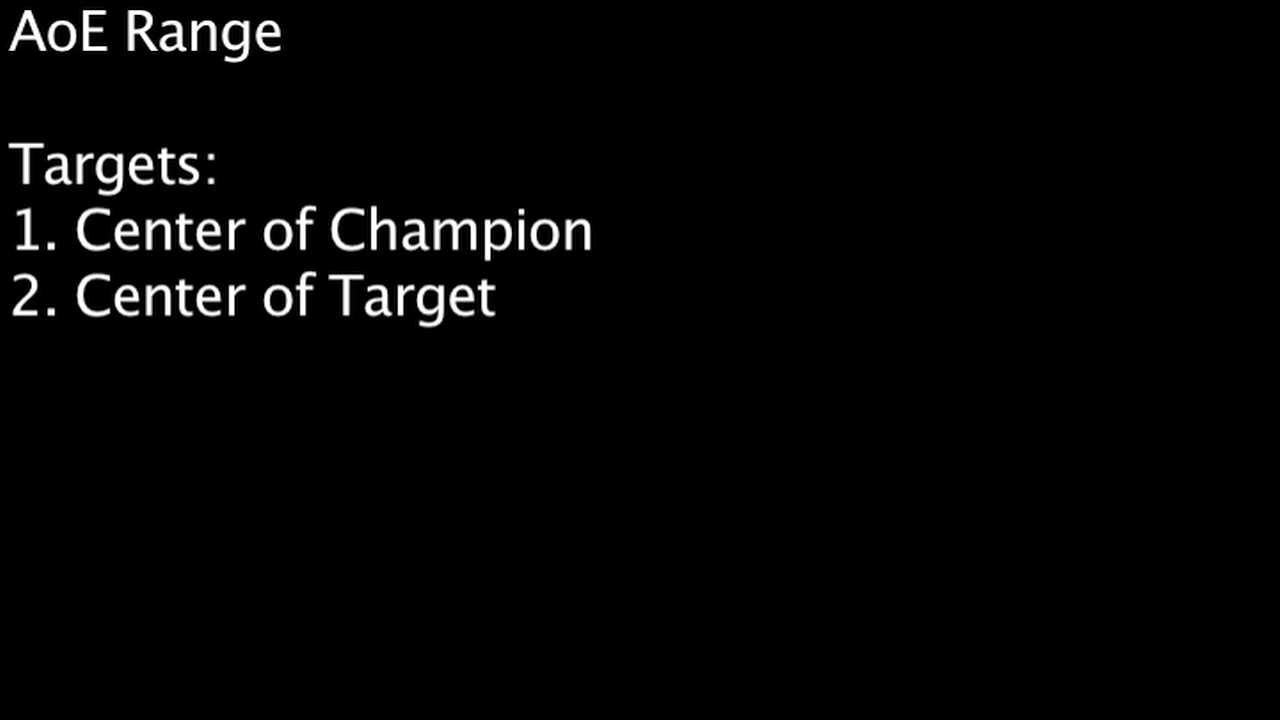 AoE Range
Targets:
1. Center of Champion
2. Center of Target